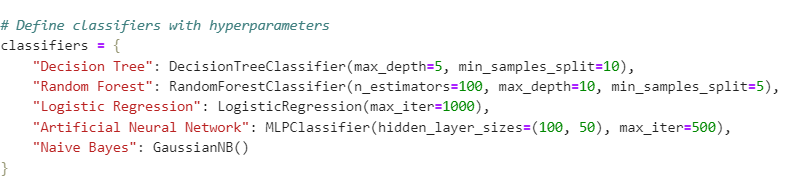 # Define classifiers with hyperparameters
classifiers = {
    "Decision Tree": DecisionTreeClassifier(max_depth=5, min_samples_split=10),
    "Random Forest": RandomForestClassifier(n_estimators=100, max_depth=10, min_samples_split=5),
    "Logistic Regression": LogisticRegression(max_iter=1000),
    "Artificial Neural Network": MLPClassifier(hidden_layer_sizes=(100, 50), max_iter=500),
    "Naive Bayes": GaussianNB()
}